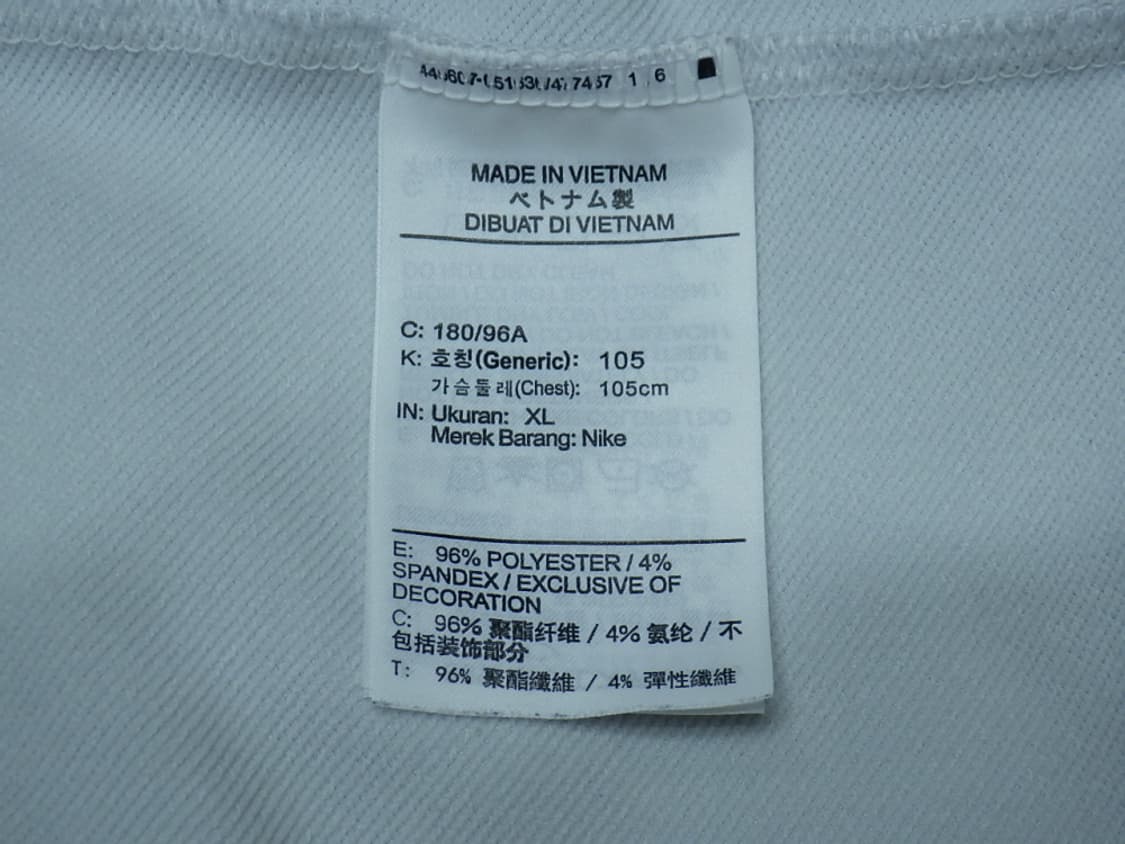 MADE IN VIETNAM
ベトナム製
DIBUAT DI VIETNAM
C: 180/96A
K: 호칭(Generic): 105
가슴둘레(Chest): 105cm
IN: Ukuran: XL
Merek Barang: Nike
E: 96% POLYESTER / 4%
SPANDEX / EXCLUSIVE OF
DECORATION
C: 96% 聚酯纤维 / 4% 氨纶 / 不
包括装饰部分
T: 96% 聚酯纖維 / 4% 彈性纖維